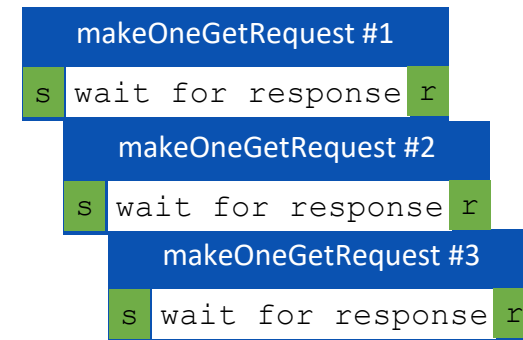 makeOneGetRequest #1
s wait for response r
makeOneGetRequest #2
s wait for response r
makeOneGetRequest #3
s wait for response r